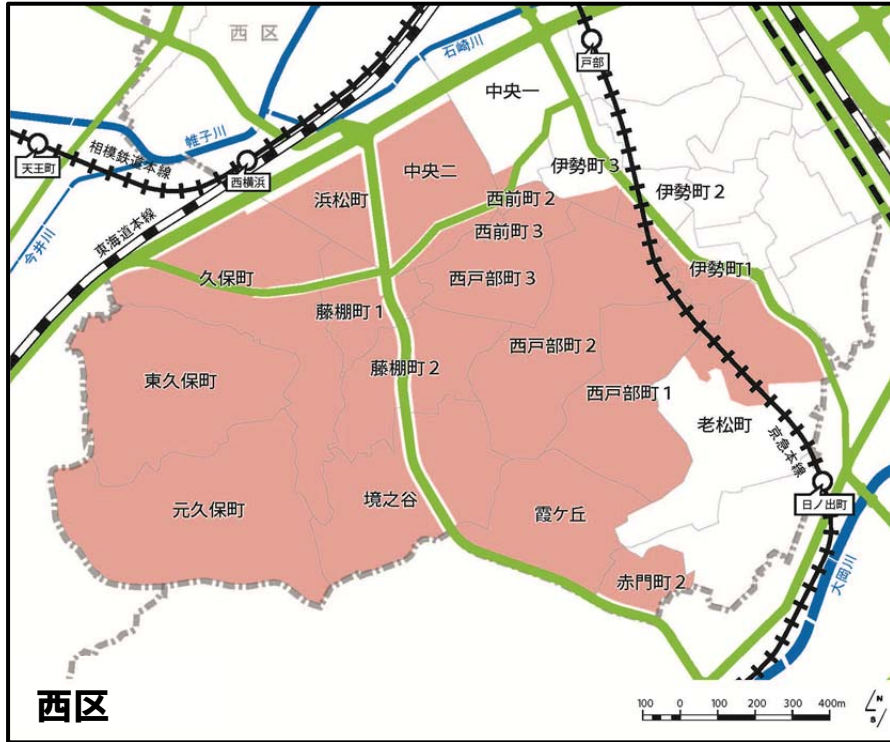 西区
石崎川
戸部
中央一
帷子川
相模鉄道本線
天王町
西横浜
中央二
伊勢町3
浜松町
西前町2
伊勢町2
東海道本線
今井川
西前町3
久保町
西戸部町3
伊勢町1
藤棚町1
西戸部町2
藤棚町2
東久保町
西戸部町1
老松町
京急本線
日ノ出町
境之谷
元久保町
霞ケ丘
赤門町2
大岡川
西区
100 0 100 200 300 400m
N
S